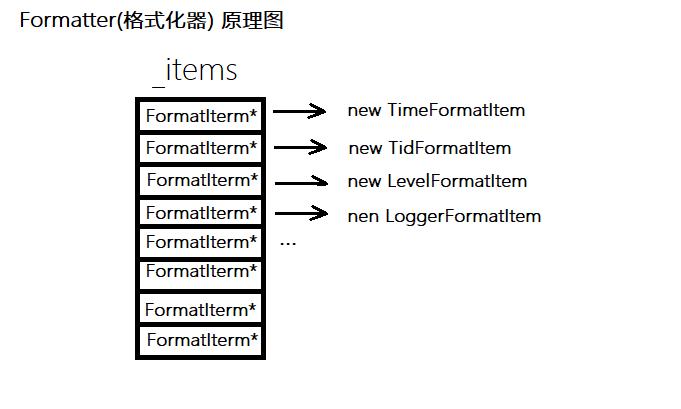 Formatter(格式化器) 原理图
_items
FormatIterm* new TimeFormatItem
FormatIterm* new TidFormatItem
FormatIterm* new LevelFormatItem
FormatIterm* nen LoggerFormatItem
FormatIterm* ...
FormatIterm*
FormatIterm*
FormatIterm*